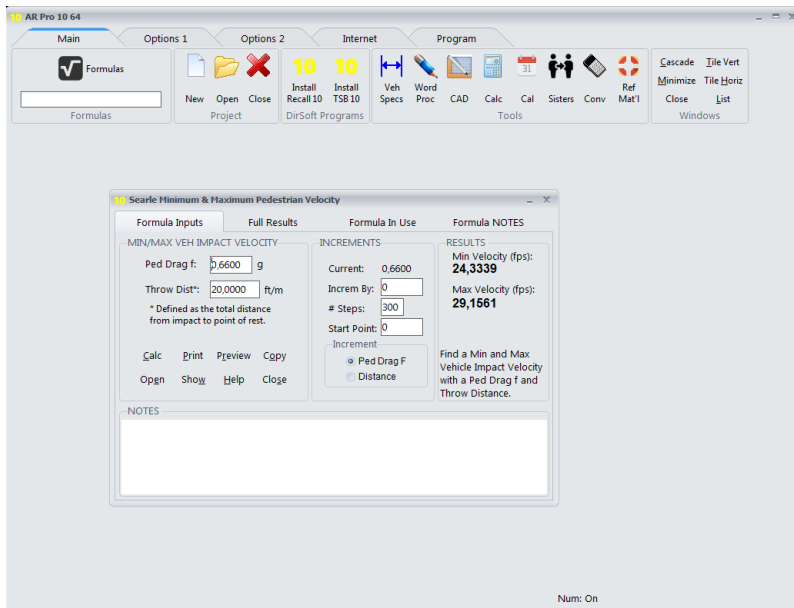 10 AR Pro 10 64
Main Options 1 Options 2 Internet Program
Formulas
Formulas
New Open Close
Project
10 Install Recall 10
10 Install TSB 10
DirSoft Programs
Veh Specs
Word Proc
CAD Calc
31 Cal
Sisters Conv
Ref Mat'l
Tools
Cascade Tile Vert
Minimize Tile Horiz
Close List
Windows
10 Searle Minimum & Maximum Pedestrian Velocity
Formula Inputs Full Results Formula In Use Formula NOTES
MIN/MAX VEH IMPACT VELOCITY
Ped Drag f: 0,6600 g
Throw Dist*: 20,0000 ft/m
* Defined as the total distance
from impact to point of rest.
Calc Print Preview Copy
Open Show Help Close
INCREMENTS
Current: 0,6600
Increm By: 0
# Steps: 300
Start Point: 0
Increment
Ped Drag F
Distance
RESULTS
Min Velocity (fps):
24,3339
Max Velocity (fps):
29,1561
Find a Min and Max
Vehicle Impact Velocity
with a Ped Drag f and
Throw Distance.
NOTES
Num: On